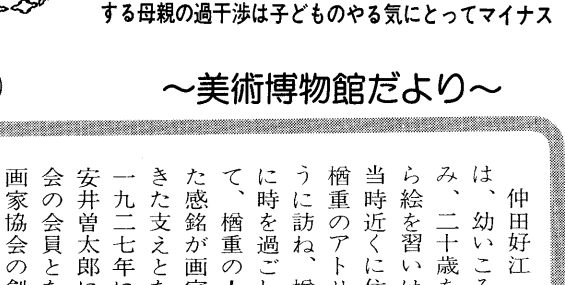 する母親の過干渉は子どものやる気にとってマイナス
～美術博物館だより～
仲田好江
は、幼いころ
み、二十歳を
ら絵を習いは
当時近くに住
楢重のアトリ
うに訪ね、楢
に時を過ごし
て、楢重の
た感銘が画家
きた支えとな
一九二七年に
安井曽太郎に
会の会員とな
画家協会の創